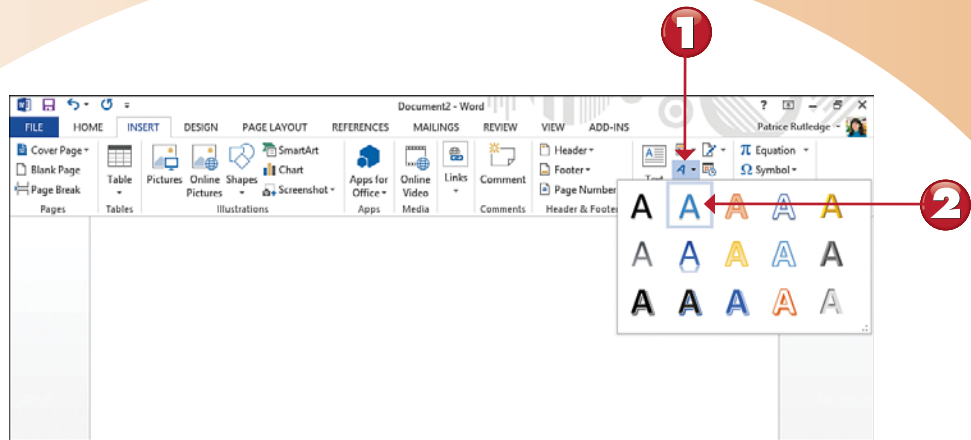 1
Document2 - Word
?
FILE HOME INSERT DESIGN PAGE LAYOUT REFERENCES MAILINGS REVIEW VIEW ADD-INS Patrice Rutledge
Cover Page
Blank Page
Page Break
Pages
Table
Tables
Pictures
Online Pictures
Shapes
SmartArt
Chart
Screenshot
Illustrations
Apps for Office
Apps
Online Video
Media
Links
Comment
Comments
Header
Footer
Page Number
Header & Footer
Text
A
π Equation
Ω Symbol
A A A A A
A A A A A
A A A A A
2